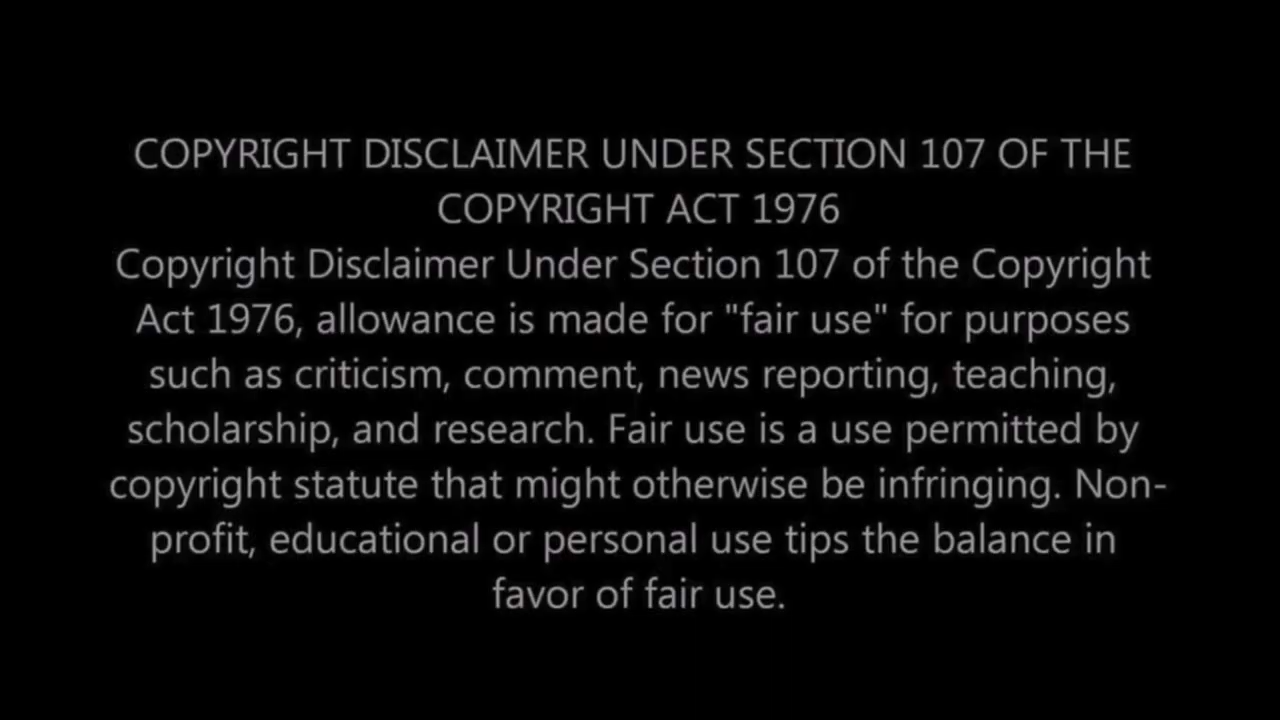 COPYRIGHT DISCLAIMER UNDER SECTION 107 OF THE
COPYRIGHT ACT 1976
Copyright Disclaimer Under Section 107 of the Copyright
Act 1976, allowance is made for "fair use" for purposes
such as criticism, comment, news reporting, teaching,
scholarship, and research. Fair use is a use permitted by
copyright statute that might otherwise be infringing. Non-
profit, educational or personal use tips the balance in
favor of fair use.